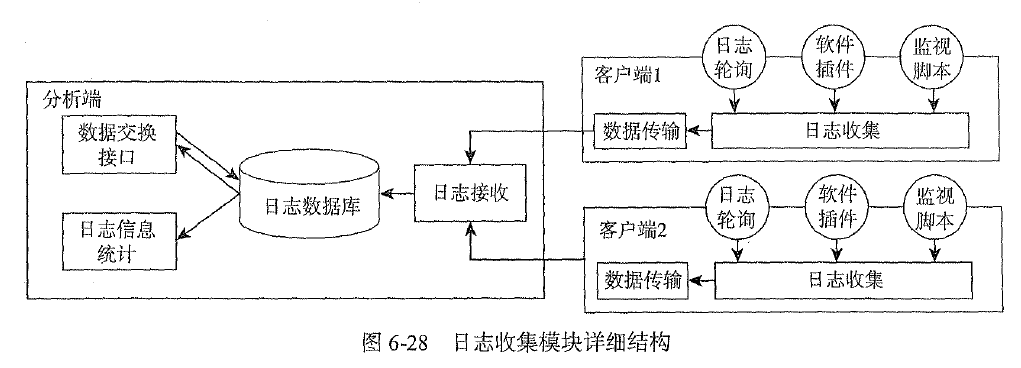 分析端
数据交换
接口
日志信息
统计
日志数据库
日志接收
客户端1
日志
轮询
软件
插件
监视
脚本
数据传输
日志收集
客户端2
日志
轮询
软件
插件
监视
脚本
数据传输
日志收集
图 6-28 日志收集模块详细结构